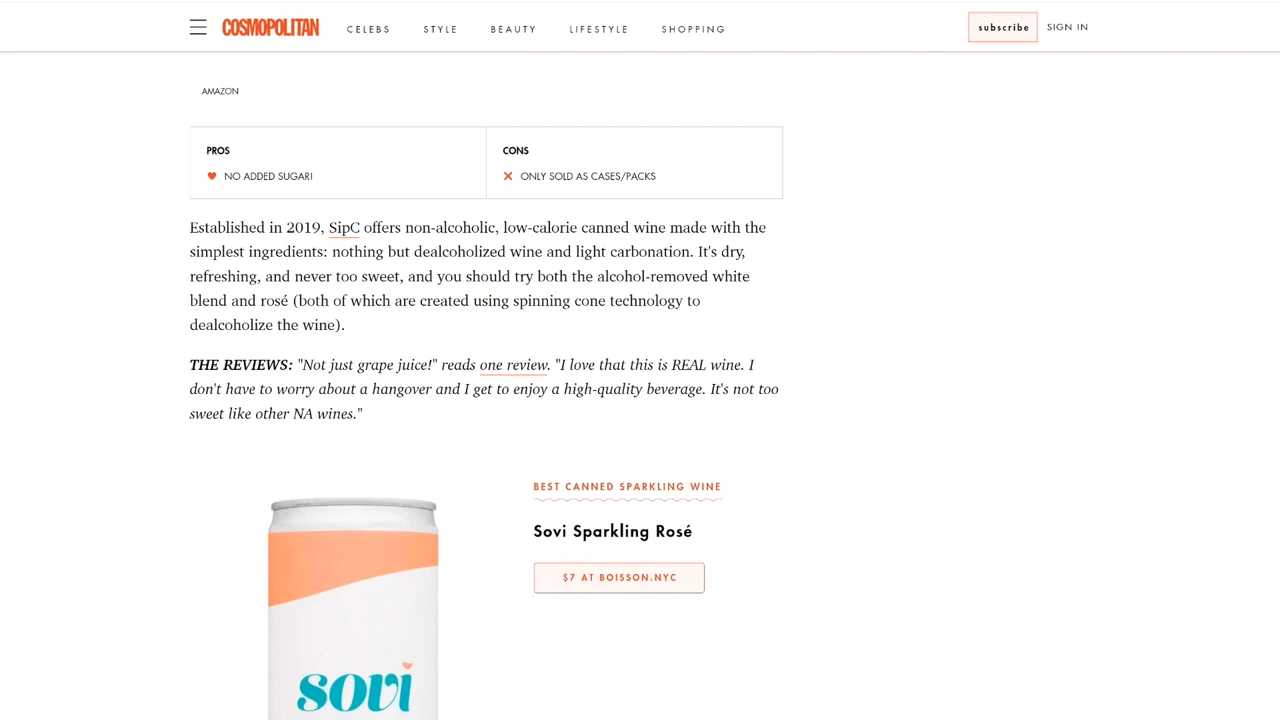 COSMOPOLITAN CELEBS STYLE BEAUTY LIFESTYLE SHOPPING subscribe SIGN IN
AMAZON
PROS
NO ADDED SUGAR!
CONS
ONLY SOLD AS CASES/PACKS
Established in 2019, SipC offers non-alcoholic, low-calorie canned wine made with the
simplest ingredients: nothing but dealcoholized wine and light carbonation. It's dry,
refreshing, and never too sweet, and you should try both the alcohol-removed white
blend and rosé (both of which are created using spinning cone technology to
dealcoholize the wine).
THE REVIEWS: "Not just grape juice!" reads one review. "I love that this is REAL wine. I
don't have to worry about a hangover and I get to enjoy a high-quality beverage. It's not too
sweet like other NA wines."
BEST CANNED SPARKLING WINE
Sovi Sparkling Rosé
$7 AT BOISSON.NYC
sovi